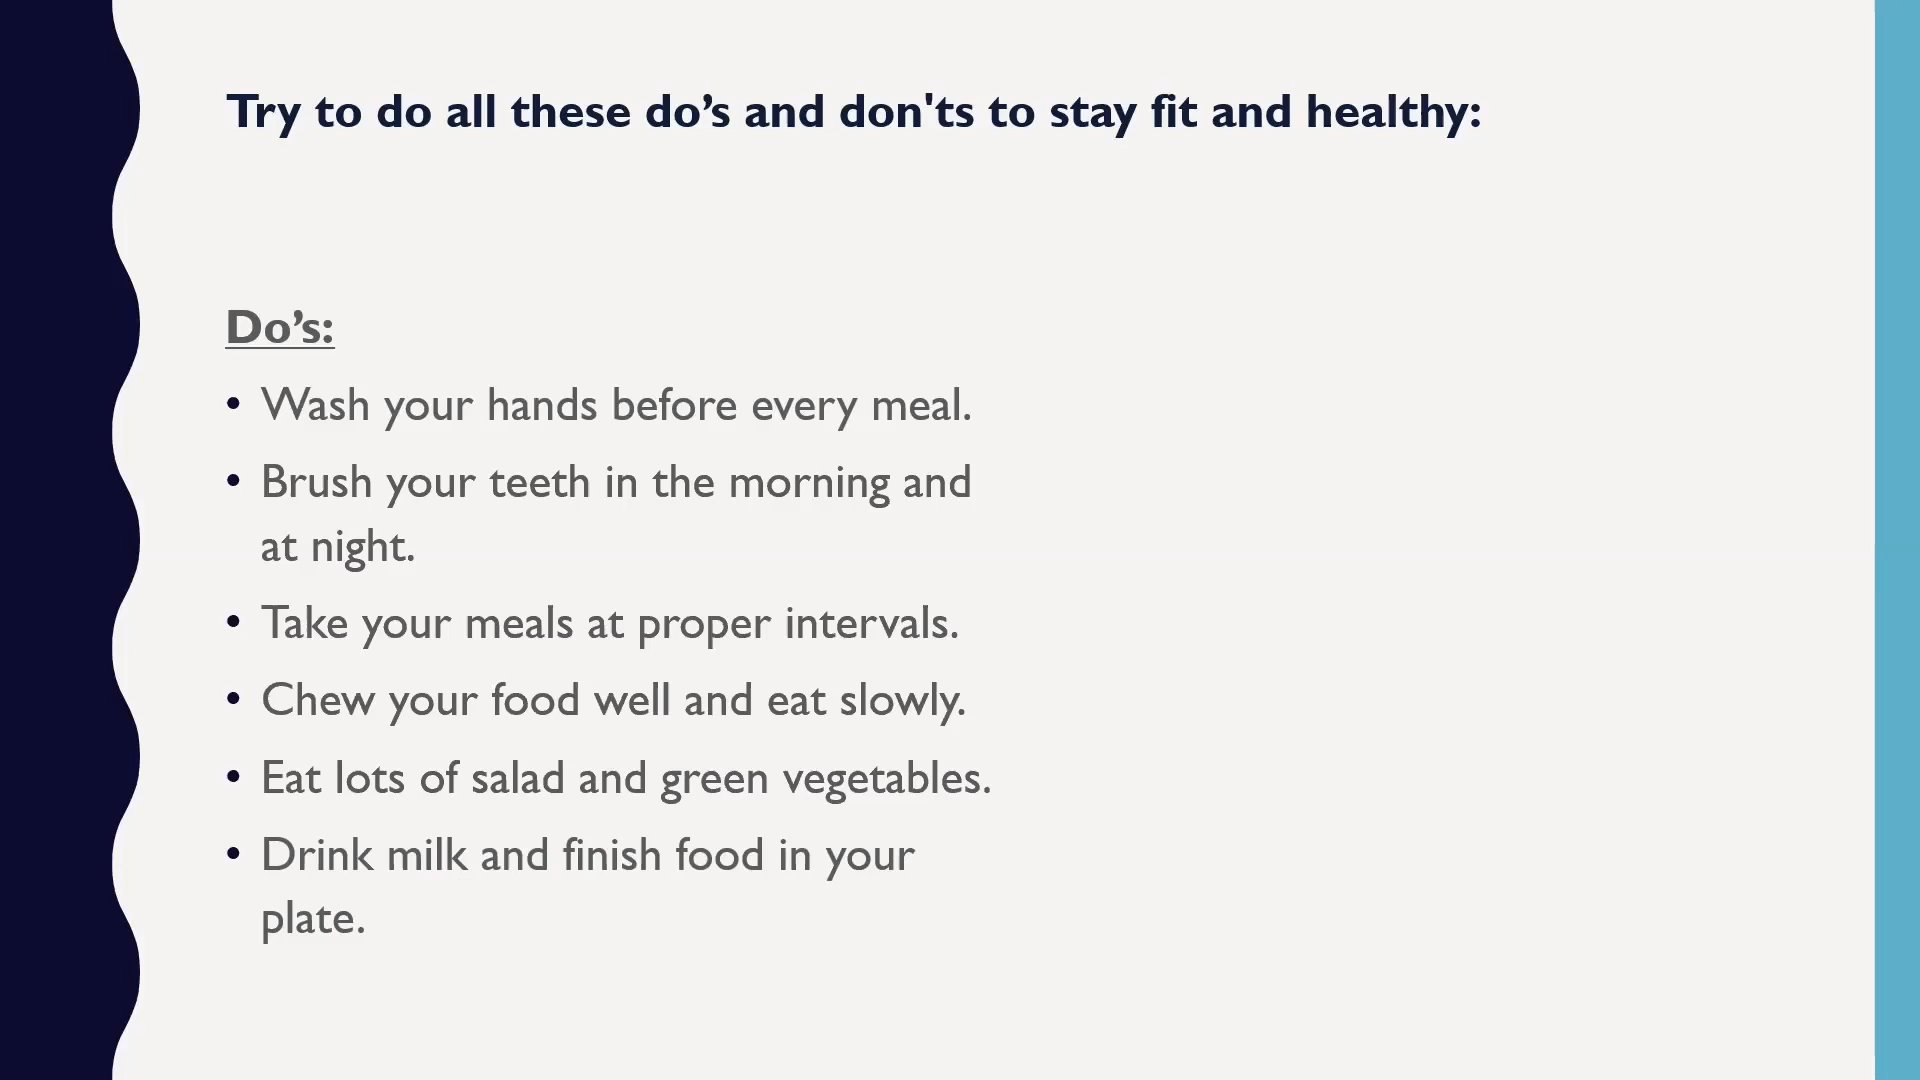 Try to do all these do’s and don'ts to stay fit and healthy:
Do’s:
• Wash your hands before every meal.
• Brush your teeth in the morning and
at night.
• Take your meals at proper intervals.
• Chew your food well and eat slowly.
• Eat lots of salad and green vegetables.
• Drink milk and finish food in your
plate.